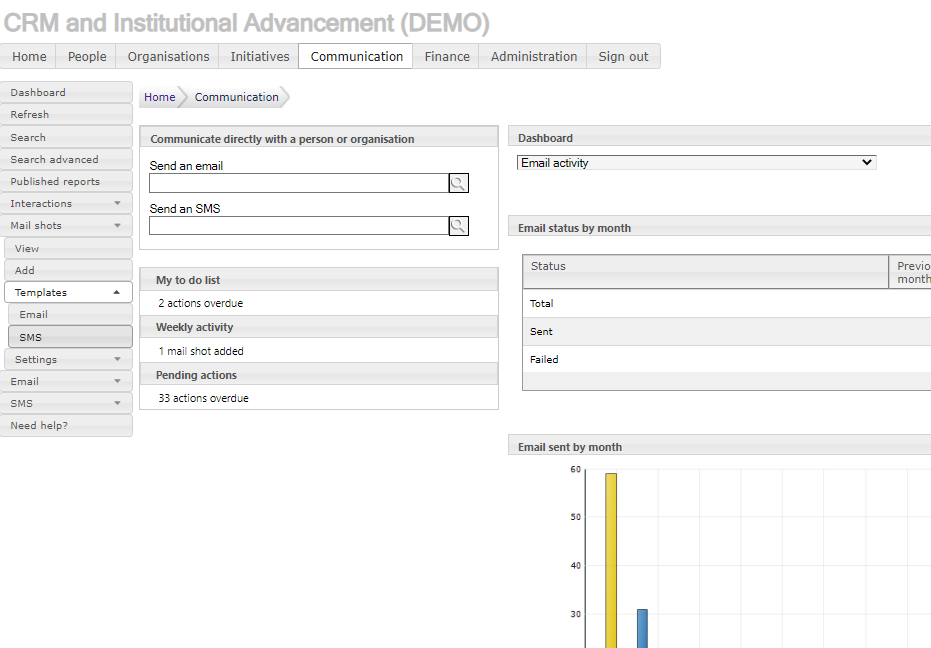 CRM and Institutional Advancement (DEMO)
Home People Organisations Initiatives Communication Finance Administration Sign out
Dashboard
Refresh
Search
Search advanced
Published reports
Interactions
Mail shots
View
Add
Templates
Email
SMS
Settings
Email
SMS
Need help?
Home Communication
Communicate directly with a person or organisation
Send an email
Send an SMS
My to do list
2 actions overdue
Weekly activity
1 mail shot added
Pending actions
33 actions overdue
Dashboard
Email activity
Email status by month
Status Previo
month
Total
Sent
Failed
Email sent by month
60
50
40
30